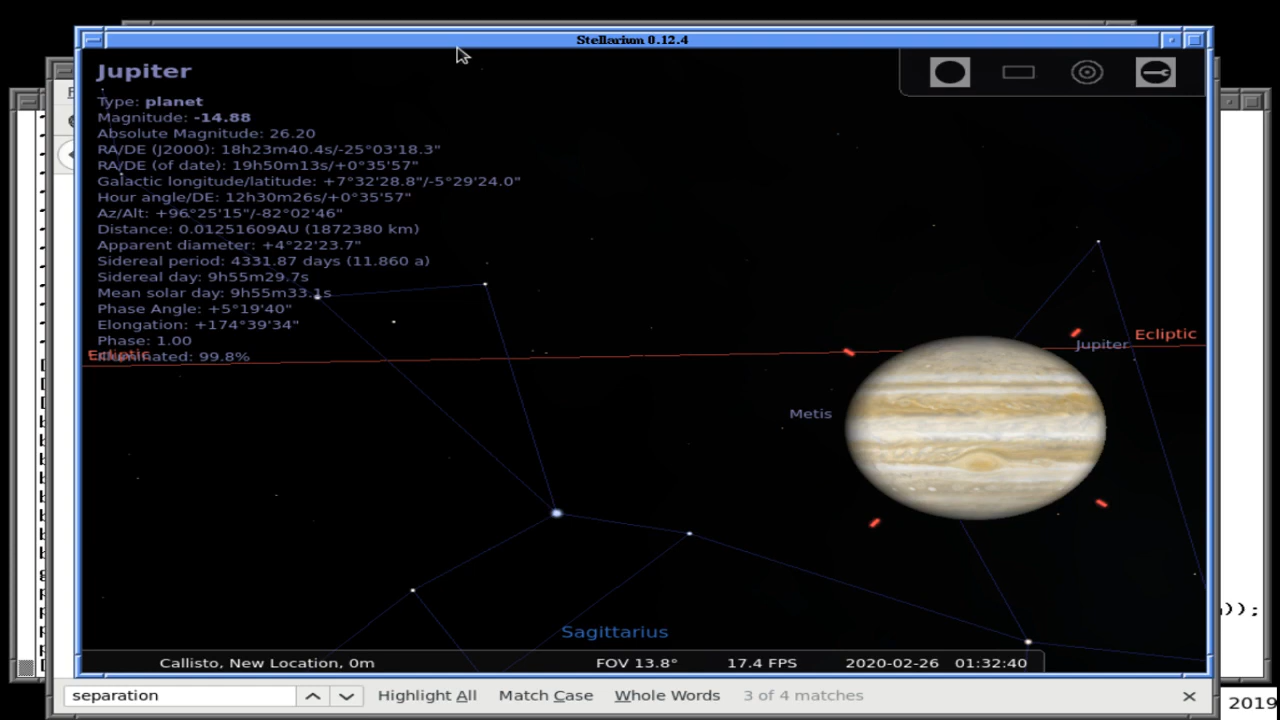 Stellarium 0.12.4
Jupiter
Type: planet
Magnitude: -14.88
Absolute Magnitude: 26.20
RA/DE (J2000): 18h23m40.4s/-25°03'18.3"
RA/DE (of date): 19h50m13s/+0°35'57"
Galactic longitude/latitude: +7°32'28.8"/-5°29'24.0"
Hour angle/DE: 12h30m26s/+0°35'57"
Az/Alt: +96°25'15"/-82°02'46"
Distance: 0.01251609AU (1872380 km)
Apparent diameter: +4°22'23.7"
Sidereal period: 4331.87 days (11.860 a)
Sidereal day: 9h55m29.7s
Mean solar day: 9h55m33.1s
Phase Angle: +5°19'40"
Elongation: +174°39'34"
Phase: 1.00
Illuminated: 99.8%
Ecliptic
Ecliptic
Jupiter
Metis
Sagittarius
));
Callisto, New Location, 0m FOV 13.8° 17.4 FPS 2020-02-26 01:32:40
separation Highlight All Match Case Whole Words 3 of 4 matches
2019